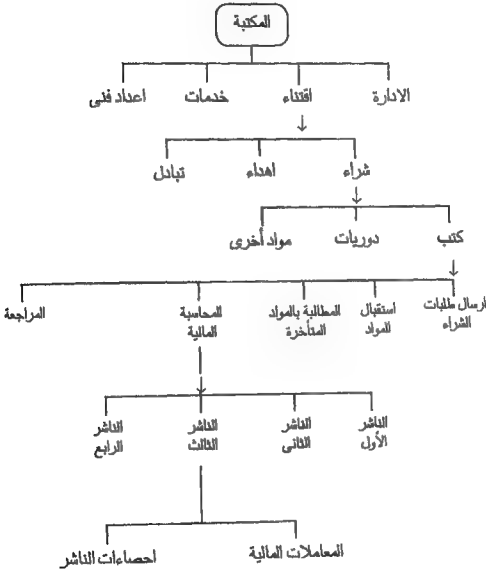 المكتبة
الادارة اقتناء خدمات اعداد فنى
شراء اهداء تبادل
كتب دوريات مواد أخرى
ارسال طلبات الشراء
استقبال المواد
المطالبة بالمواد المتأخرة
المحاسبة المالية
المراجعة
الناشر الأول
الناشر الثانى
الناشر الثالث
الناشر الرابع
المعاملات المالية احصاءات الناشر